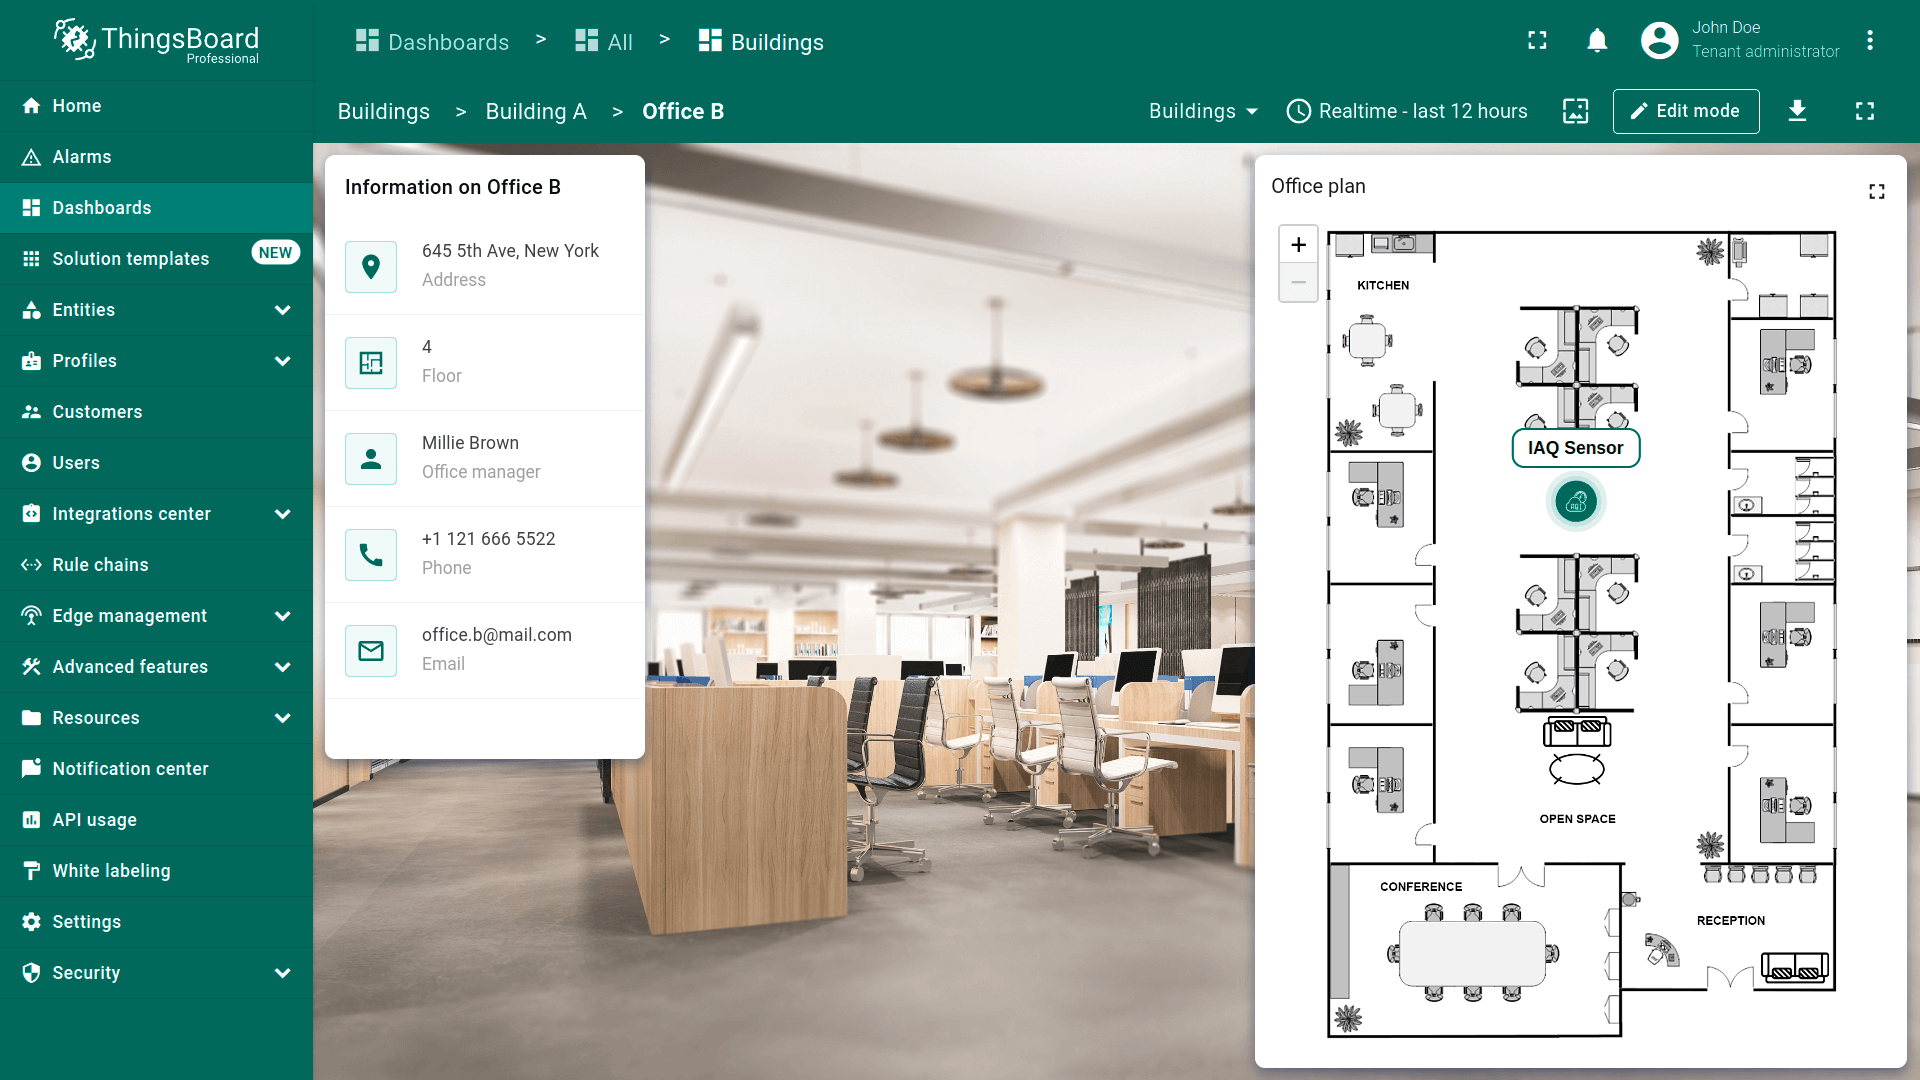 ThingsBoard
Professional
Dashboards > All > Buildings
John Doe
Tenant administrator
Buildings > Building A > Office B
Buildings
Realtime - last 12 hours
Edit mode
Home
Alarms
Dashboards
Solution templates NEW
Entities
Profiles
Customers
Users
Integrations center
Rule chains
Edge management
Advanced features
Resources
Notification center
API usage
White labeling
Settings
Security
Information on Office B
645 5th Ave, New York
Address
4
Floor
Millie Brown
Office manager
+1 121 666 5522
Phone
office.b@mail.com
Email
Office plan
+
−
KITCHEN
IAQ Sensor
AQI
OPEN SPACE
CONFERENCE
RECEPTION